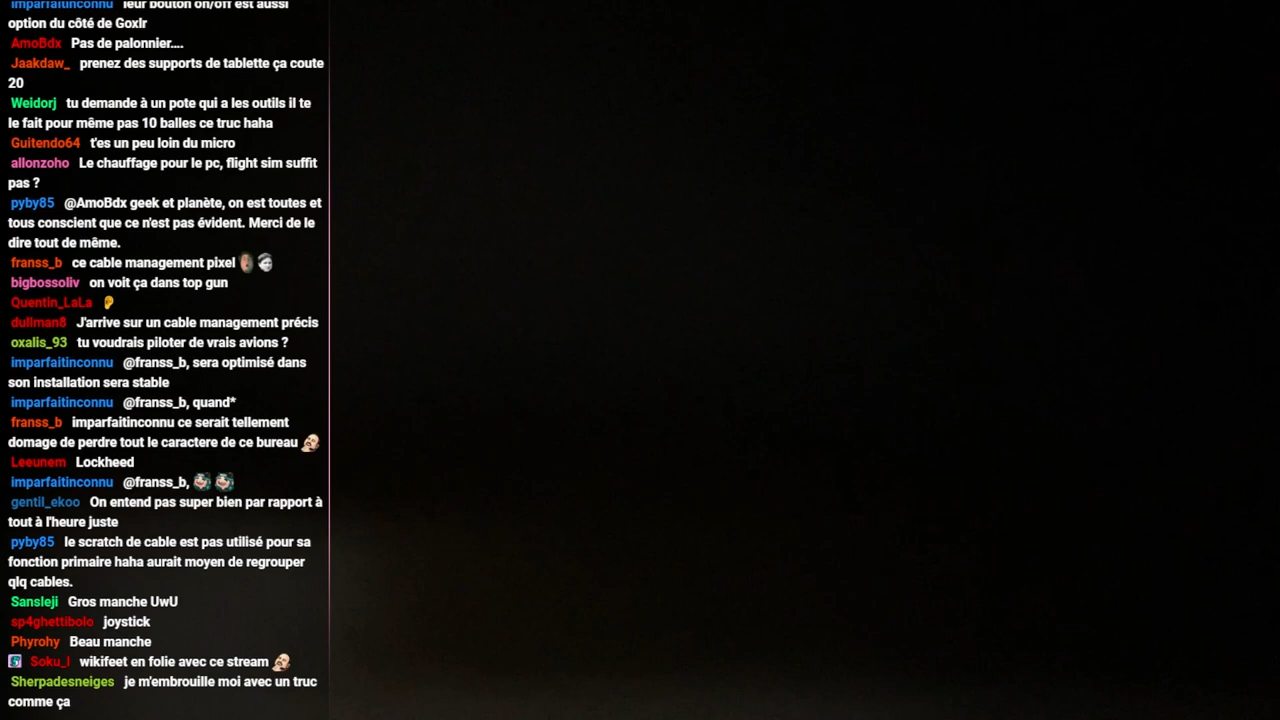 imparfaitinconnu leur bouton on/off est aussi
option du côté de Goxlr
AmoBdx Pas de palonnier....
Jaakdaw_ prenez des supports de tablette ça coute
20
Weidorj tu demande à un pote qui a les outils il te
le fait pour même pas 10 balles ce truc haha
Guitendo64 t'es un peu loin du micro
allonzoho Le chauffage pour le pc, flight sim suffit
pas ?
pyby85 @AmoBdx geek et planète, on est toutes et
tous conscient que ce n'est pas évident. Merci de le
dire tout de même.
franss_b ce cable management pixel
bigbossoliv on voit ça dans top gun
Quentin_LaLa
dullman8 J'arrive sur un cable management précis
oxalis_93 tu voudrais piloter de vrais avions ?
imparfaitinconnu @franss_b, sera optimisé dans
son installation sera stable
imparfaitinconnu @franss_b, quand*
franss_b imparfaitinconnu ce serait tellement
domage de perdre tout le caractere de ce bureau
Leeunem Lockheed
imparfaitinconnu @franss_b,
gentil_ekoo On entend pas super bien par rapport à
tout à l'heure juste
pyby85 le scratch de cable est pas utilisé pour sa
fonction primaire haha aurait moyen de regrouper
qlq cables.
Sansleji Gros manche UwU
sp4ghettibolo joystick
Phyrohy Beau manche
Soku_l wikifeet en folie avec ce stream
Sherpadesneiges je m'embrouille moi avec un truc
comme ça